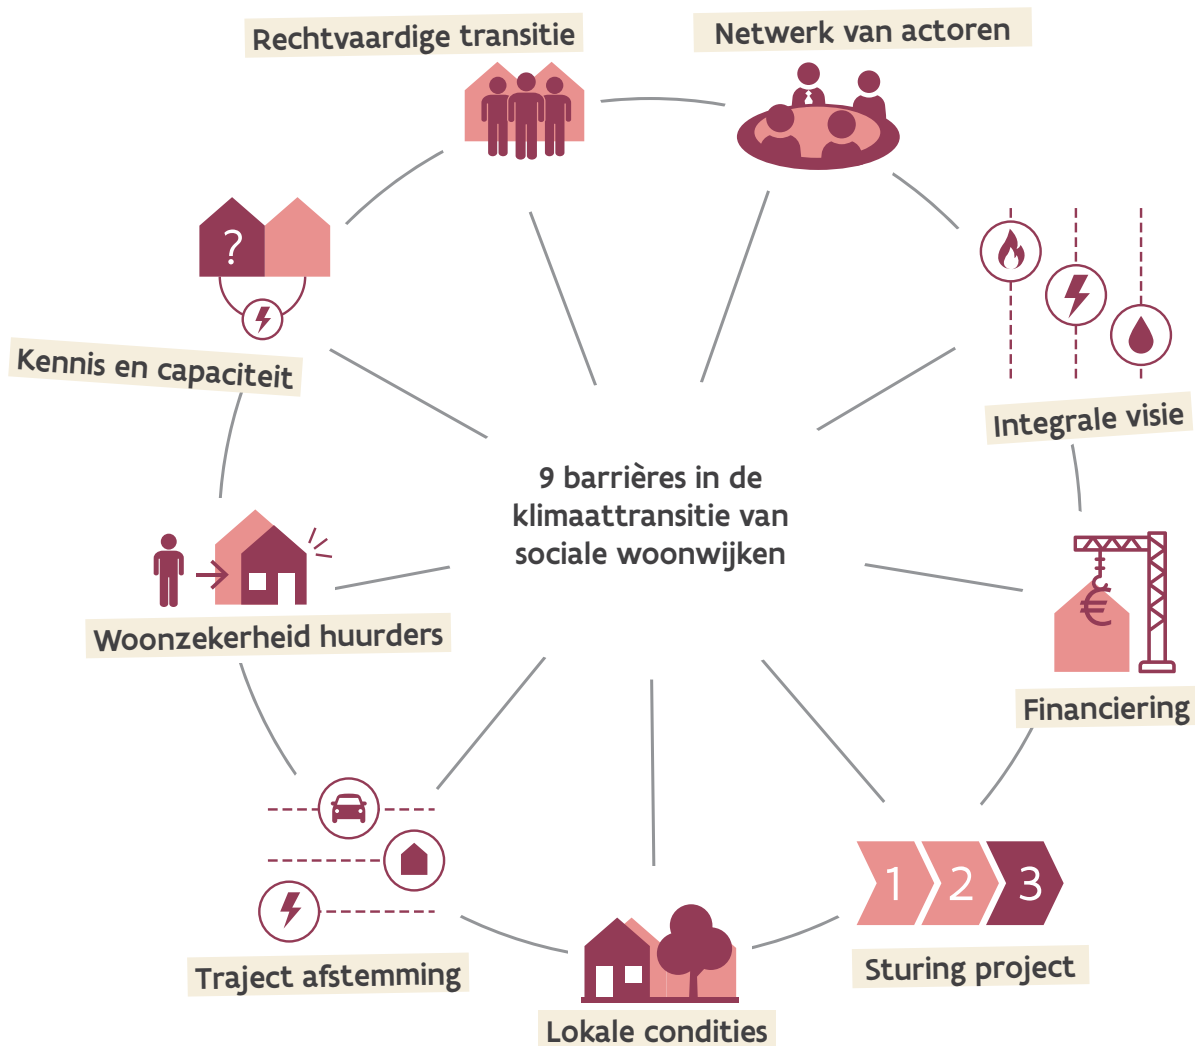 Rechtvaardige transitie
Netwerk van actoren
?
Kennis en capaciteit
Integrale visie
9 barrières in de
klimaattransitie van
sociale woonwijken
€
Woonzekerheid huurders
Financiering
1 2 3
Traject afstemming
Sturing project
Lokale condities